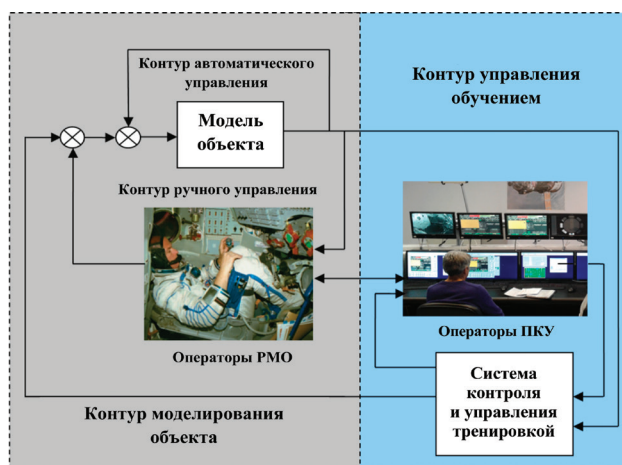 Контур автоматического
управления
Контур управления
обучением
Модель
объекта
Контур ручного управления
Операторы РМО
Операторы ПКУ
Система
контроля
и управления
тренировкой
Контур моделирования
объекта